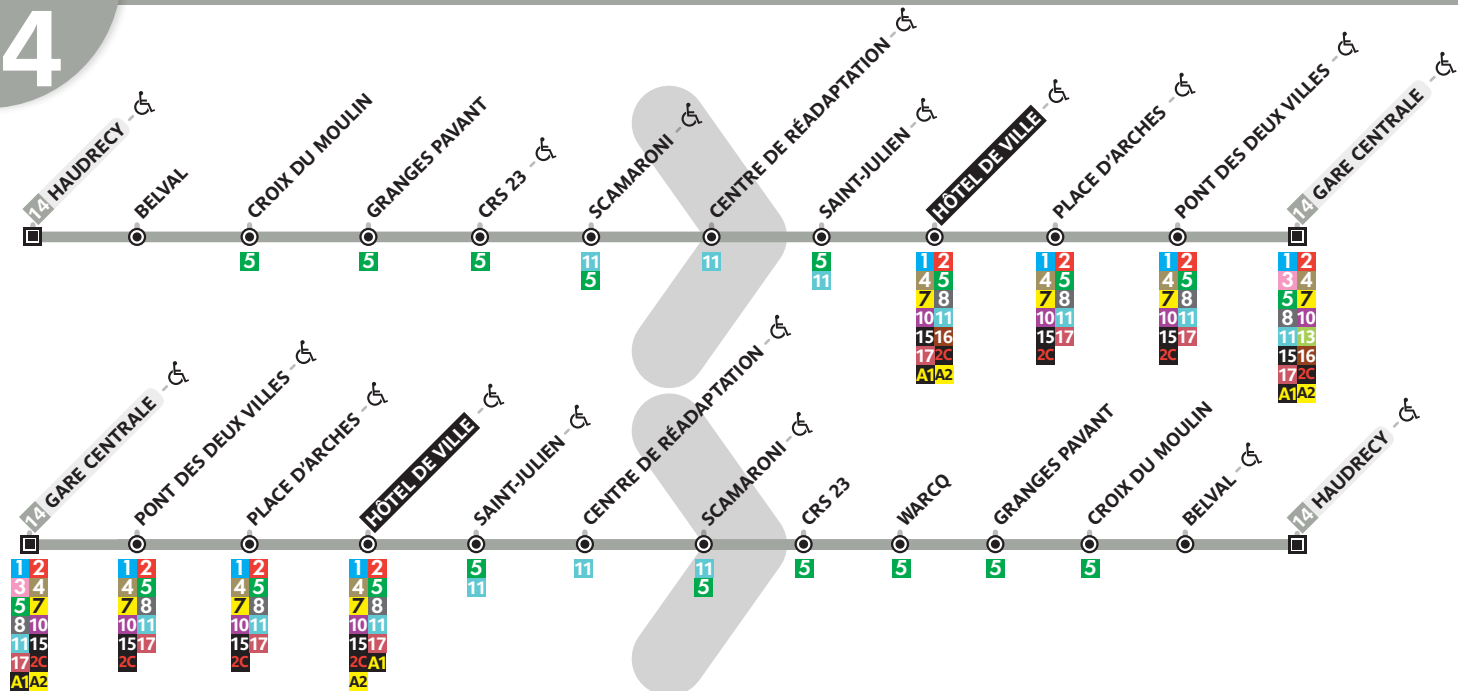 4
14 HAUDRECY
BELVAL
CROIX DU MOULIN
GRANGES PAVANT
CRS 23
SCAMARONI
CENTRE DE RÉADAPTATION
SAINT-JULIEN
HÔTEL DE VILLE
PLACE D'ARCHES
PONT DES DEUX VILLES
14 GARE CENTRALE
5
5
5
11
5
11
5
11
1 2
4 5
7 8
10 11
15 16
17 2C
A1 A2
1 2
4 5
7 8
10 11
15 17
2C
1 2
4 5
7 8
10 11
15 17
2C
1 2
3 4
5 7
8 10
11 13
15 16
17 2C
A1 A2
14 GARE CENTRALE
PONT DES DEUX VILLES
PLACE D'ARCHES
HÔTEL DE VILLE
SAINT-JULIEN
CENTRE DE RÉADAPTATION
SCAMARONI
CRS 23
WARCQ
GRANGES PAVANT
CROIX DU MOULIN
BELVAL
14 HAUDRECY
1 2
3 4
5 7
8 10
11 15
17 2C
A1 A2
1 2
4 5
7 8
10 11
15 17
2C
1 2
4 5
7 8
10 11
15 17
2C
1 2
4 5
7 8
10 11
15 17
2C A1
A2
5
11
11
11
5
5
5
5
5